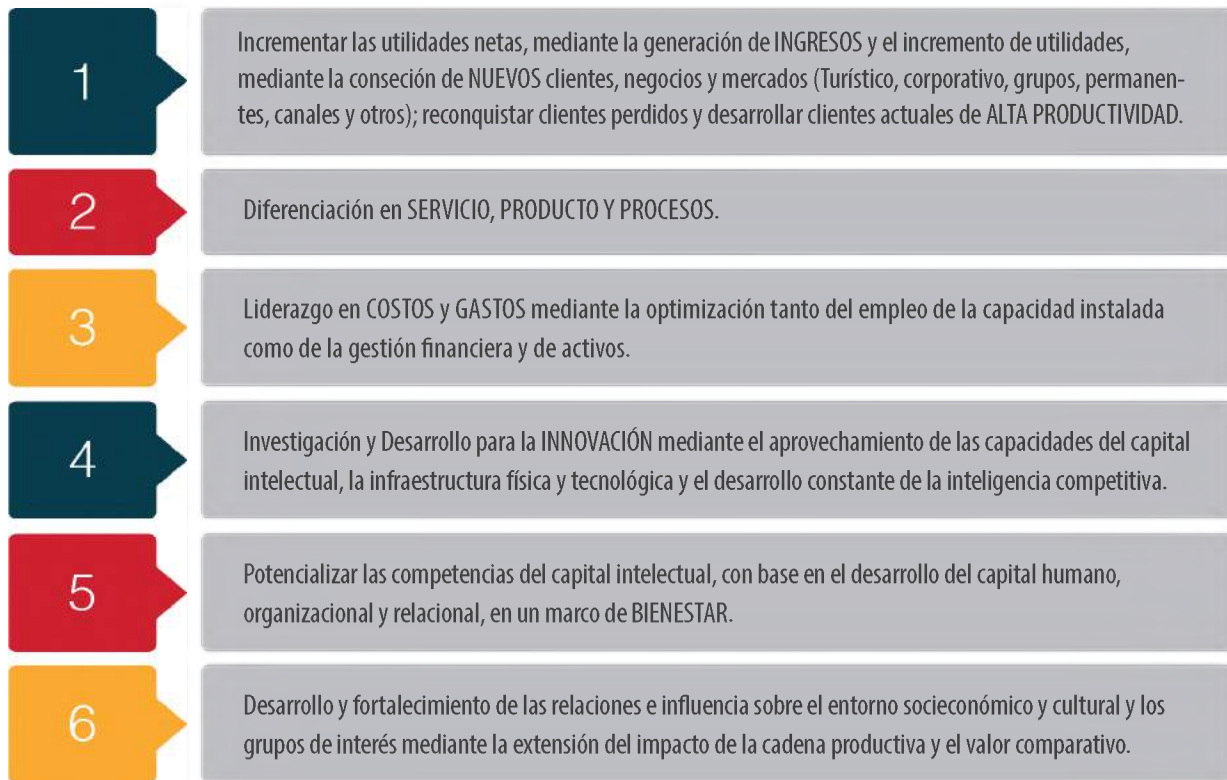 1
Incrementar las utilidades netas, mediante la generación de INGRESOS y el incremento de utilidades,
mediante la conseción de NUEVOS clientes, negocios y mercados (Turístico, corporativo, grupos, permanen-
tes, canales y otros); reconquistar clientes perdidos y desarrollar clientes actuales de ALTA PRODUCTIVIDAD.
2
Diferenciación en SERVICIO, PRODUCTO Y PROCESOS.
3
Liderazgo en COSTOS y GASTOS mediante la optimización tanto del empleo de la capacidad instalada
como de la gestión financiera y de activos.
4
Investigación y Desarrollo para la INNOVACIÓN mediante el aprovechamiento de las capacidades del capital
intelectual, la infraestructura física y tecnológica y el desarrollo constante de la inteligencia competitiva.
5
Potencializar las competencias del capital intelectual, con base en el desarrollo del capital humano,
organizacional y relacional, en un marco de BIENESTAR.
6
Desarrollo y fortalecimiento de las relaciones e influencia sobre el entorno socieconómico y cultural y los
grupos de interés mediante la extensión del impacto de la cadena productiva y el valor comparativo.